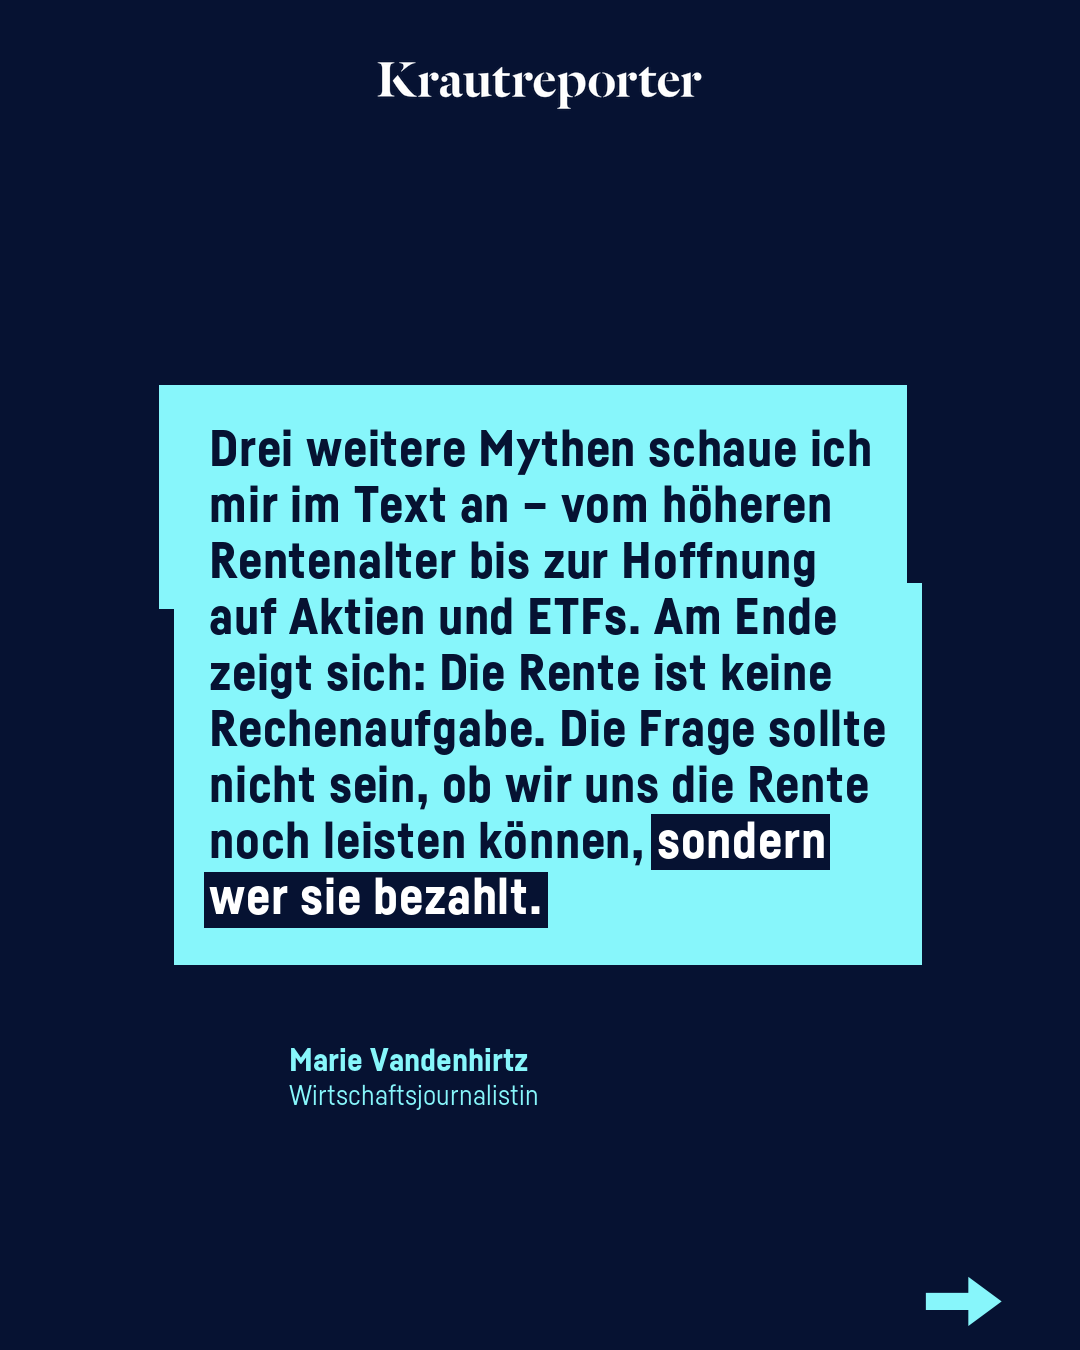 Krautreporter
Drei weitere Mythen schaue ich
mir im Text an – vom höheren
Rentenalter bis zur Hoffnung
auf Aktien und ETFs. Am Ende
zeigt sich: Die Rente ist keine
Rechenaufgabe. Die Frage sollte
nicht sein, ob wir uns die Rente
noch leisten können, sondern
wer sie bezahlt.
Marie Vandenhirtz
Wirtschaftsjournalistin